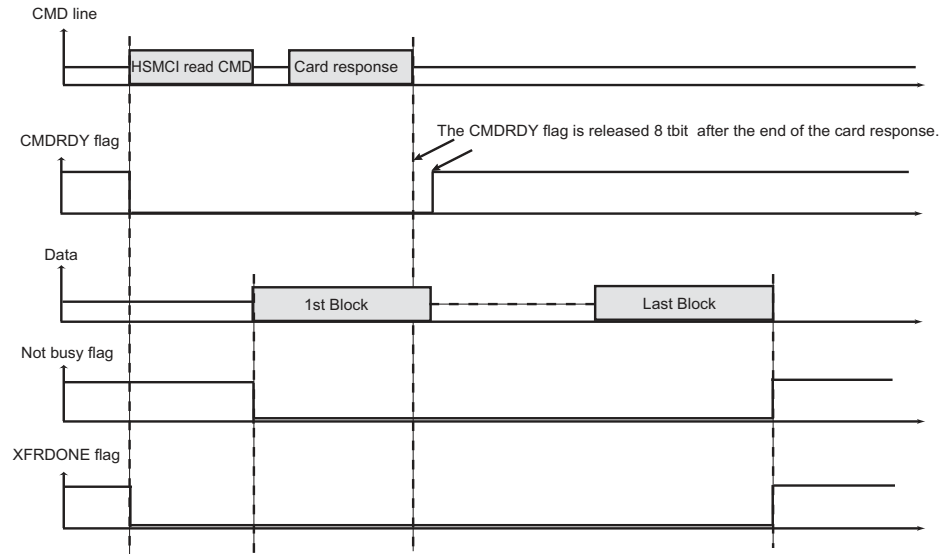 CMD line
HSMCI read CMD
Card response
The CMDRDY flag is released 8 tbit after the end of the card response.
CMDRDY flag
Data
1st Block
Last Block
Not busy flag
XFRDONE flag